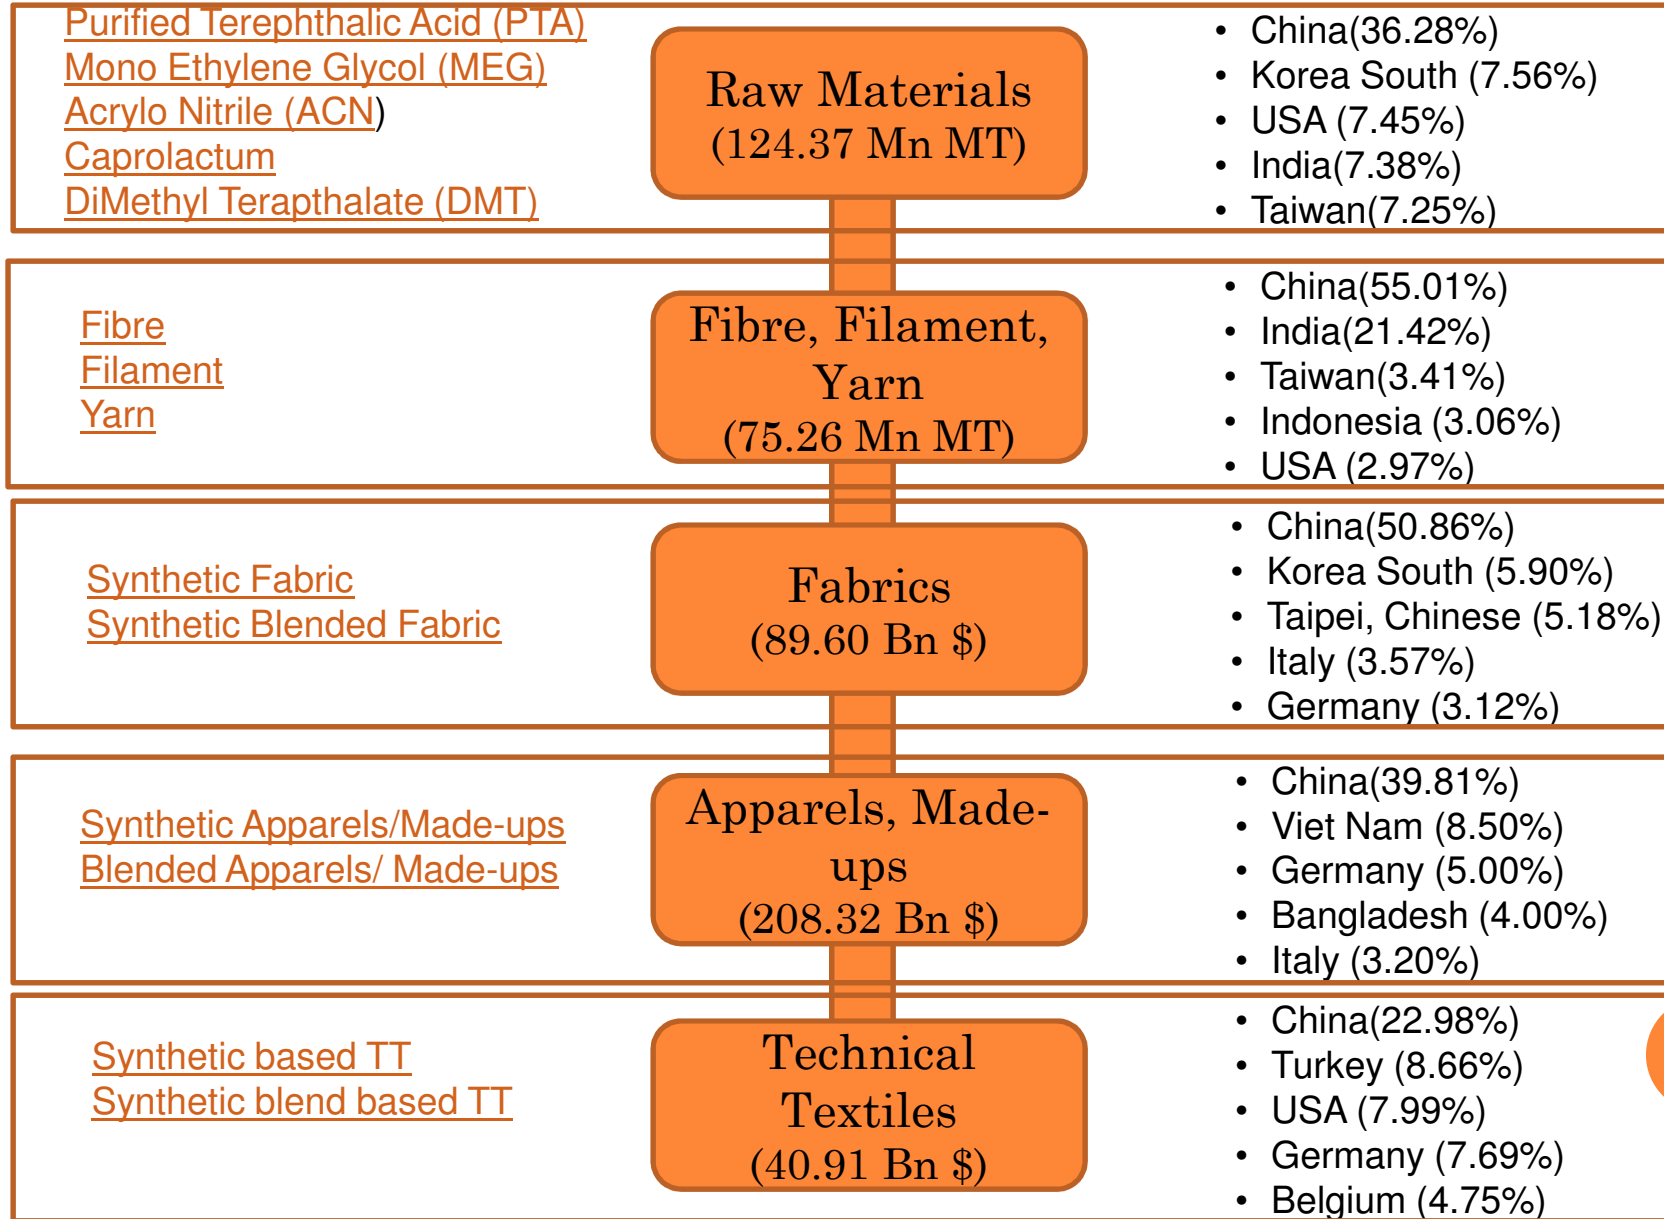 Purified Terephthalic Acid (PTA)
Mono Ethylene Glycol (MEG)
Acrylo Nitrile (ACN)
Caprolactum
DiMethyl Terapthalate (DMT)
Raw Materials
(124.37 Mn MT)
• China(36.28%)
• Korea South (7.56%)
• USA (7.45%)
• India(7.38%)
• Taiwan(7.25%)
Fibre
Filament
Yarn
Fibre, Filament,
Yarn
(75.26 Mn MT)
• China(55.01%)
• India(21.42%)
• Taiwan(3.41%)
• Indonesia (3.06%)
• USA (2.97%)
Synthetic Fabric
Synthetic Blended Fabric
Fabrics
(89.60 Bn $)
• China(50.86%)
• Korea South (5.90%)
• Taipei, Chinese (5.18%)
• Italy (3.57%)
• Germany (3.12%)
Synthetic Apparels/Made-ups
Blended Apparels/ Made-ups
Apparels, Made-
ups
(208.32 Bn $)
• China(39.81%)
• Viet Nam (8.50%)
• Germany (5.00%)
• Bangladesh (4.00%)
• Italy (3.20%)
Synthetic based TT
Synthetic blend based TT
Technical
Textiles
(40.91 Bn $)
• China(22.98%)
• Turkey (8.66%)
• USA (7.99%)
• Germany (7.69%)
• Belgium (4.75%)